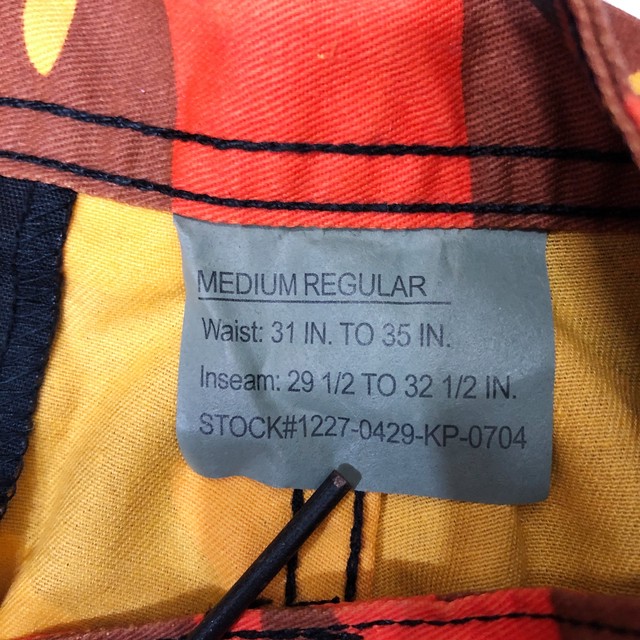 MEDIUM REGULAR
Waist: 31 IN. TO 35 IN.
Inseam: 29 1/2 TO 32 1/2 IN.
STOCK#1227-0429-KP-0704